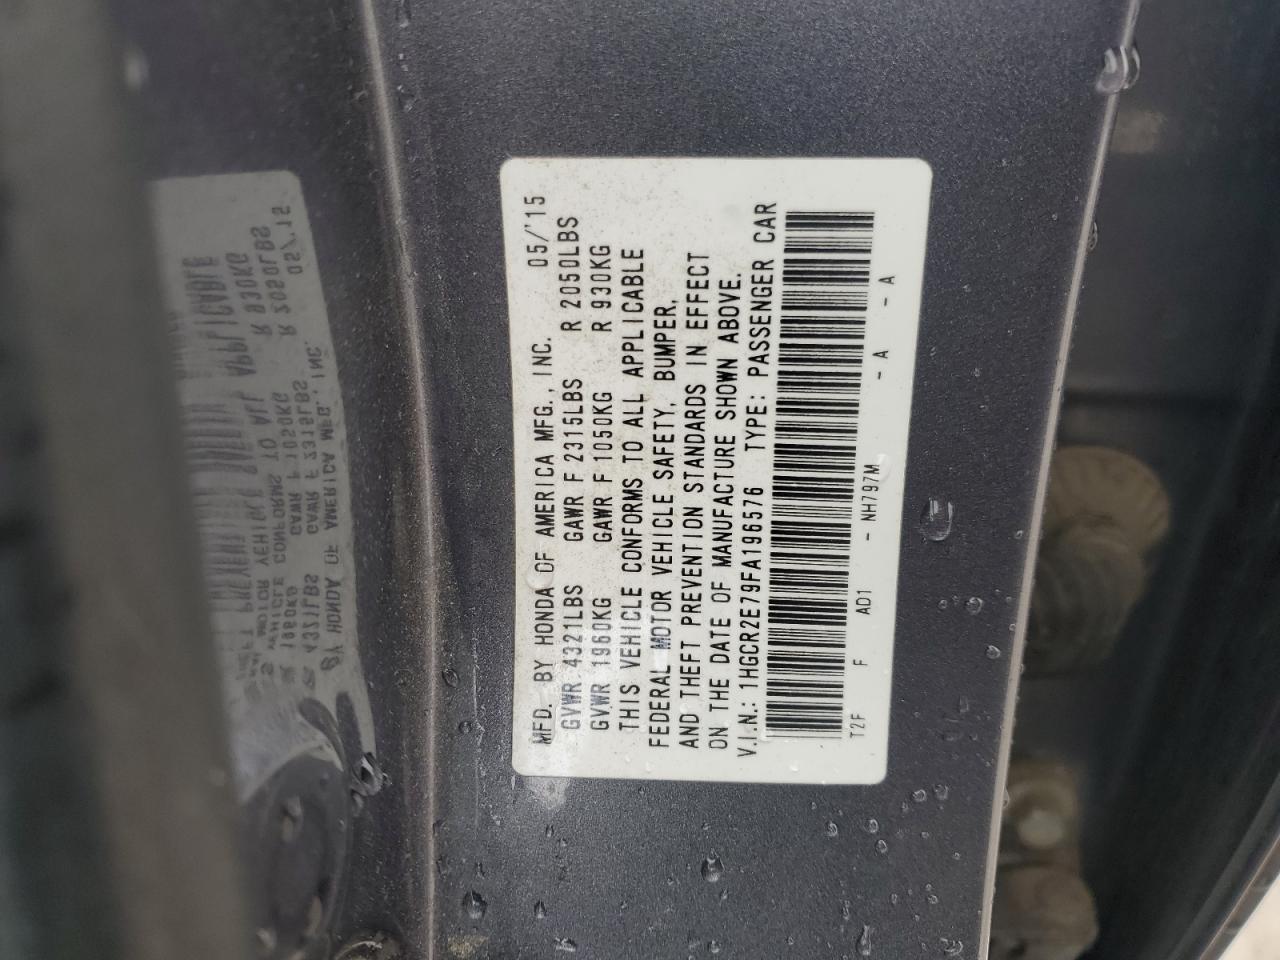 MFD. BY HONDA OF AMERICA MFG., INC. 05/'15
GVWR 4321LBS GAWR F 2315LBS R 2050LBS
GVWR 1960KG GAWR F 1050KG R 930KG
THIS VEHICLE CONFORMS TO ALL APPLICABLE
FEDERAL MOTOR VEHICLE SAFETY, BUMPER,
AND THEFT PREVENTION STANDARDS IN EFFECT
ON THE DATE OF MANUFACTURE SHOWN ABOVE.
V.I.N.: 1HGCR2E79FA196576 TYPE: PASSENGER CAR
T2F F AD1 - NH797M - A - A